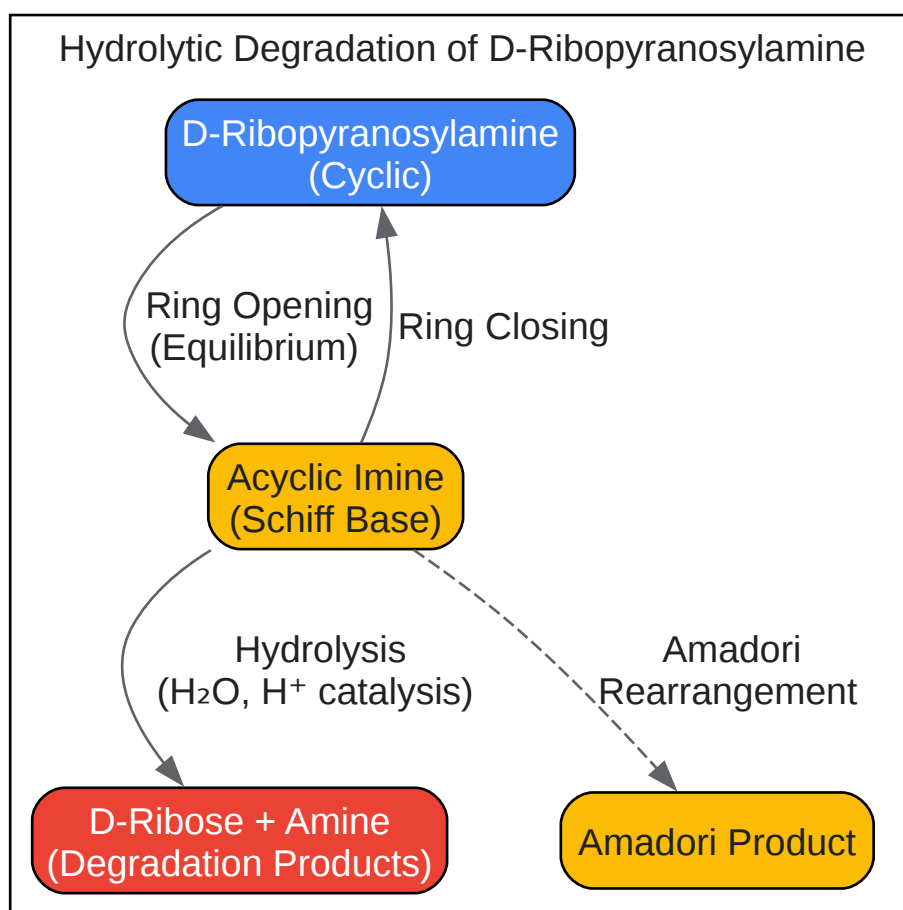 Hydrolytic Degradation of D-Ribopyranosylamine
D-Ribopyranosylamine
(Cyclic)
Ring Opening
(Equilibrium)
Ring Closing
Acyclic Imine
(Schiff Base)
Hydrolysis
(H₂O, H⁺ catalysis)
Amadori
Rearrangement
D-Ribose + Amine
(Degradation Products)
Amadori Product